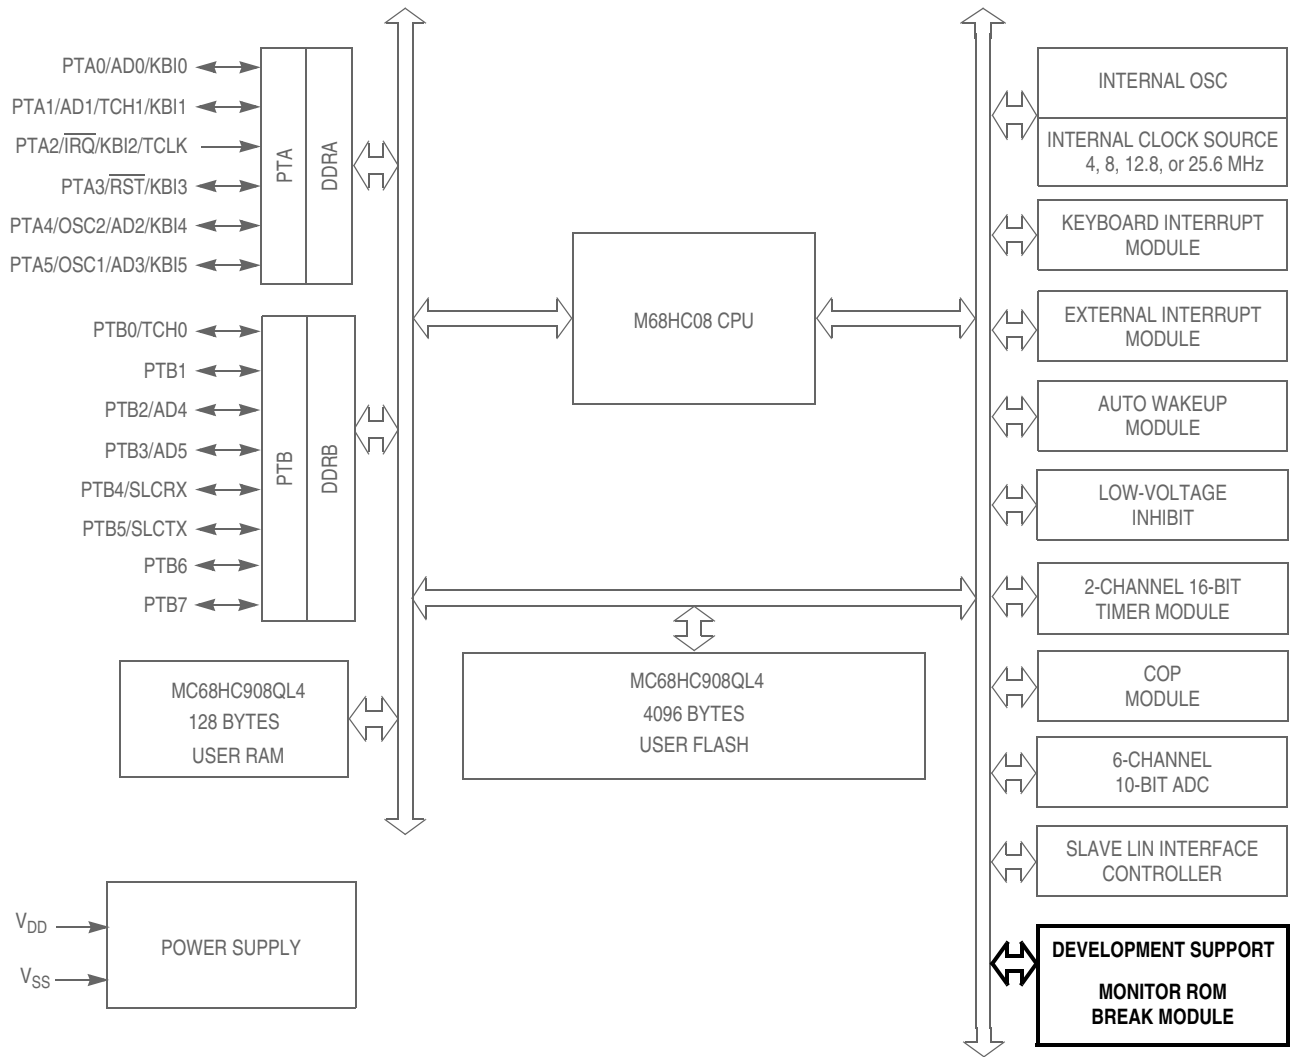 PTA0/AD0/KBI0
PTA1/AD1/TCH1/KBI1
PTA2/IRQ/KBI2/TCLK
PTA3/RST/KBI3
PTA4/OSC2/AD2/KBI4
PTA5/OSC1/AD3/KBI5
PTA
DDRA
PTB0/TCH0
PTB1
PTB2/AD4
PTB3/AD5
PTB4/SLCRX
PTB5/SLCTX
PTB6
PTB7
PTB
DDRB
MC68HC908QL4
128 BYTES
USER RAM
VDD
VSS
POWER SUPPLY
M68HC08 CPU
MC68HC908QL4
4096 BYTES
USER FLASH
INTERNAL OSC
INTERNAL CLOCK SOURCE
4, 8, 12.8, or 25.6 MHz
KEYBOARD INTERRUPT
MODULE
EXTERNAL INTERRUPT
MODULE
AUTO WAKEUP
MODULE
LOW-VOLTAGE
INHIBIT
2-CHANNEL 16-BIT
TIMER MODULE
COP
MODULE
6-CHANNEL
10-BIT ADC
SLAVE LIN INTERFACE
CONTROLLER
DEVELOPMENT SUPPORT
MONITOR ROM
BREAK MODULE